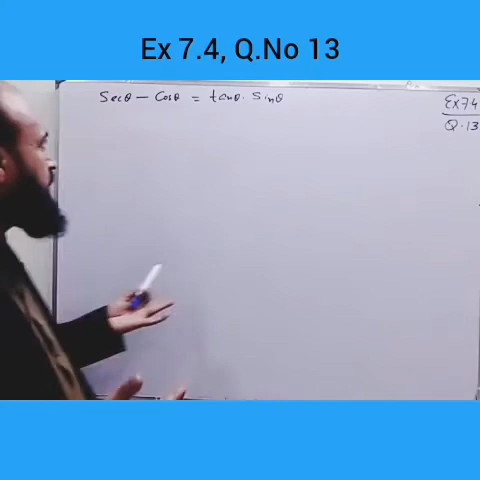 Ex 7.4, Q.No 13
Secθ - Cosθ = tanθ. Sinθ
Ex 7.4
Q.13